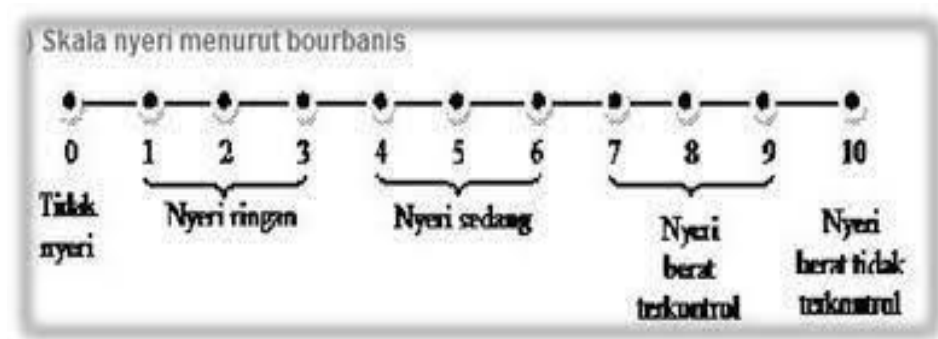 ) Skala nyeri menurut bourbanis
0 1 2 3 4 5 6 7 8 9 10
Tidak
nyeri
Nyeri ringan
Nyeri sedang
Nyeri
berat
terkontrol
Nyeri
berat tidak
terkontrol